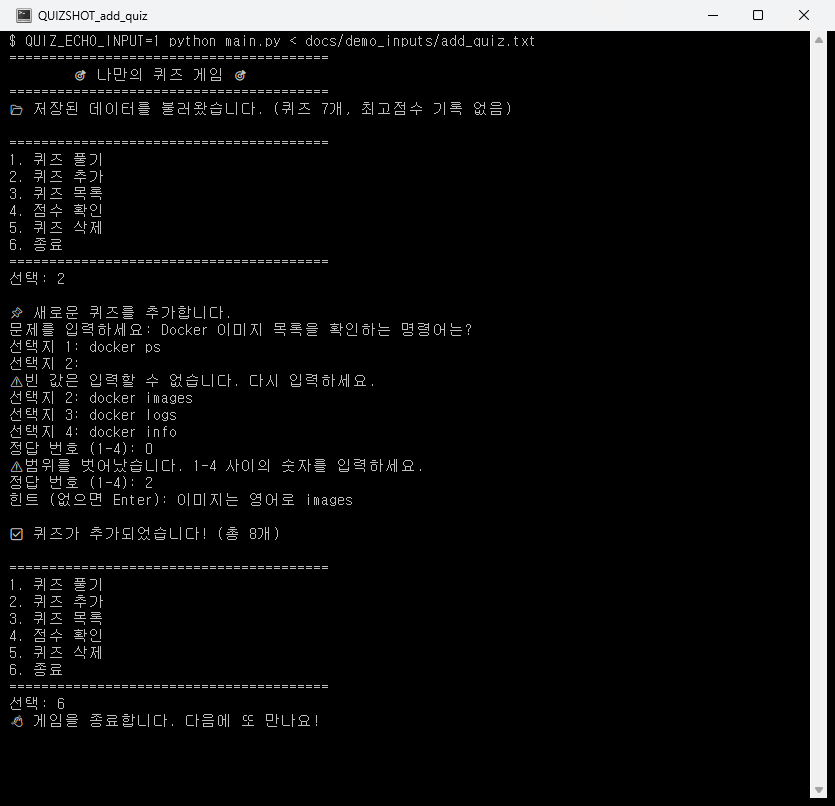 QUIZSHOT_add_quiz
$ QUIZ_ECHO_INPUT=1 python main.py < docs/demo_inputs/add_quiz.txt
========================================
🎯 나만의 퀴즈 게임 🎯
========================================
📂 저장된 데이터를 불러왔습니다. (퀴즈 7개, 최고점수 기록 없음)
========================================
1. 퀴즈 풀기
2. 퀴즈 추가
3. 퀴즈 목록
4. 점수 확인
5. 퀴즈 삭제
6. 종료
========================================
선택: 2
📌 새로운 퀴즈를 추가합니다.
문제를 입력하세요: Docker 이미지 목록을 확인하는 명령어는?
선택지 1: docker ps
선택지 2:
⚠️빈 값은 입력할 수 없습니다. 다시 입력하세요.
선택지 2: docker images
선택지 3: docker logs
선택지 4: docker info
정답 번호 (1-4): 0
⚠️범위를 벗어났습니다. 1-4 사이의 숫자를 입력하세요.
정답 번호 (1-4): 2
힌트 (없으면 Enter): 이미지는 영어로 images
☑ 퀴즈가 추가되었습니다! (총 8개)
========================================
1. 퀴즈 풀기
2. 퀴즈 추가
3. 퀴즈 목록
4. 점수 확인
5. 퀴즈 삭제
6. 종료
========================================
선택: 6
👋 게임을 종료합니다. 다음에 또 만나요!